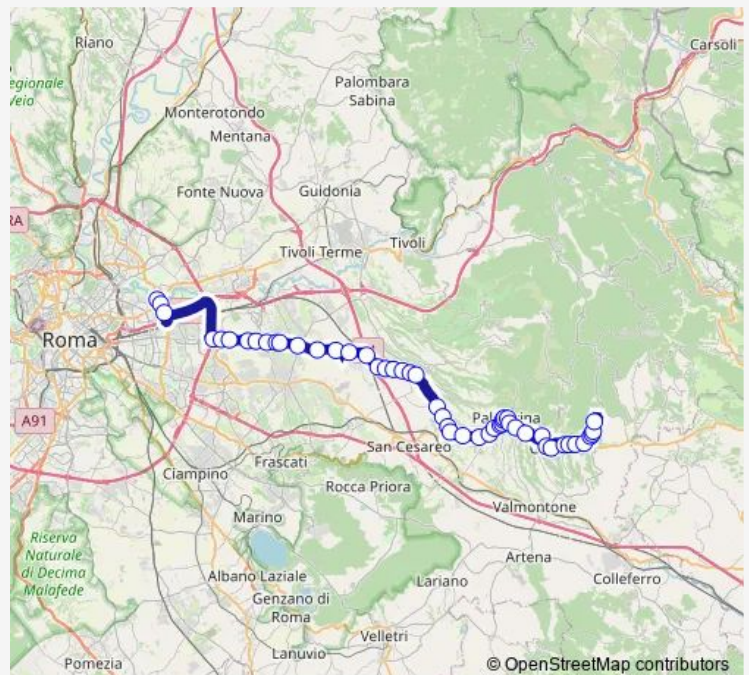 Riano
Carsoli
egionale
Veio
Palombara
Sabina
Monterotondo
Mentana
Fonte Nuova
Guidonia
RA
Tivoli Terme
Tivoli
Roma
A91
San Cesareo
Ciampino
Frascati
Rocca Priora
Valmontone
Marino
Riserva
Naturale
di Decima
Malafede
Artena
Albano Laziale
Lariano
Colleferro
Genzano di
Roma
Velletri
Lanuvio
Pomezia
© OpenStreetMap contributors